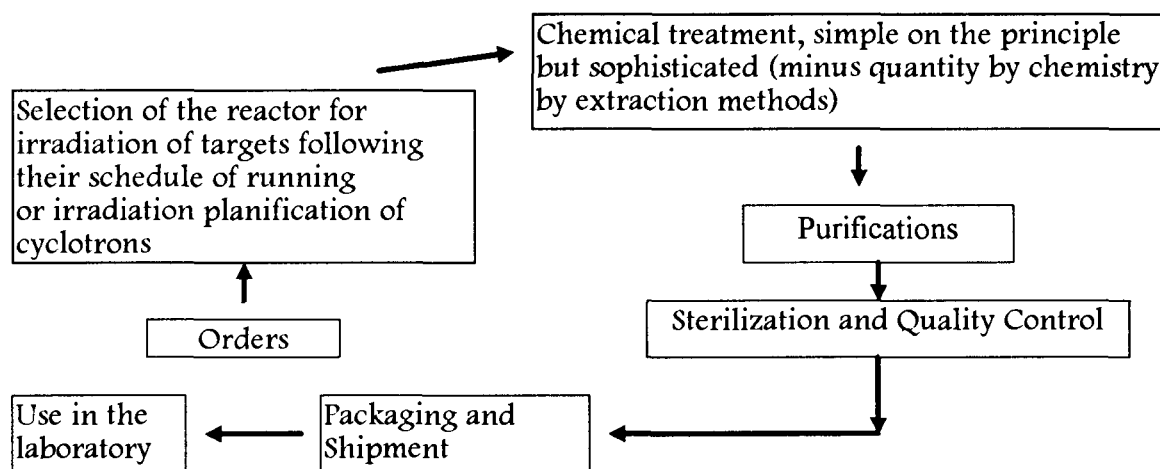 Chemical treatment, simple on the principle
but sophisticated (minus quantity by chemistry
by extraction methods)
Selection of the reactor for
irradiation of targets following
their schedule of running
or irradiation planification of
cyclotrons
Purifications
Sterilization and Quality Control
Orders
Use in the
laboratory
Packaging and
Shipment